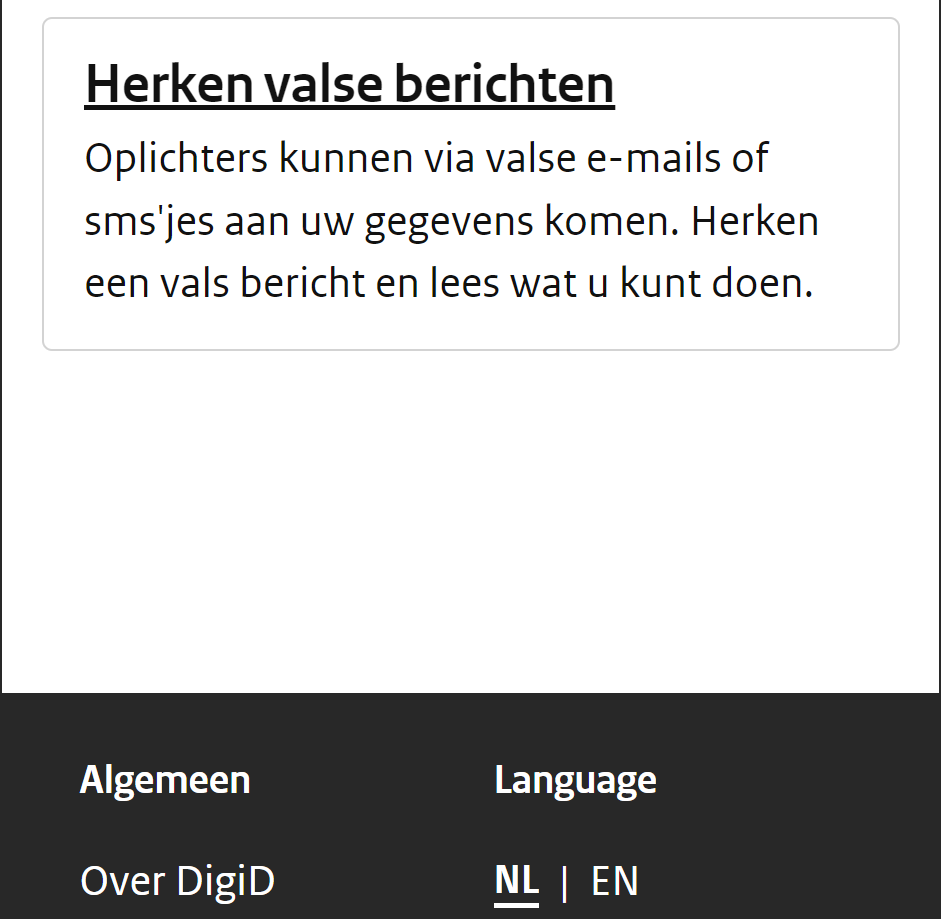 Herken valse berichten
Oplichters kunnen via valse e-mails of
sms'jes aan uw gegevens komen. Herken
een vals bericht en lees wat u kunt doen.
Algemeen
Over DigiD
Language
NL | EN